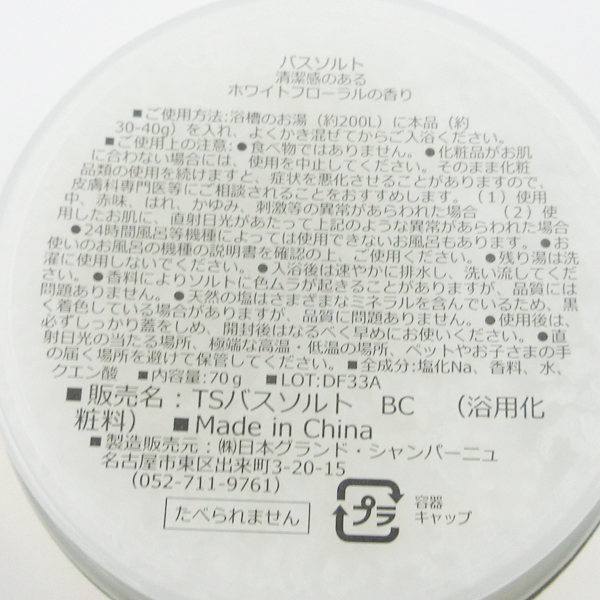 バスソルト
清潔感のある
ホワイトフローラルの香り
■ご使用方法:浴槽のお湯（約200L）に本品（約
30-40g）を入れ、よくかき混ぜてからご入浴ください。
■ご使用上の注意:●食べ物ではありません。●化粧品がお肌
に合わない場合には、使用を中止してください。そのまま化粧
品類の使用を続けますと、症状を悪化させることがありますので、
皮膚科専門医等にご相談されることをおすすめします。（1）使用
中、赤味、はれ、かゆみ、刺激等の異常があらわれた場合　（2）使
用したお肌に、直射日光があたって上記のような異常があらわれた場合
●24時間風呂等機種によっては使用できないお風呂もあります。●お
使いのお風呂の機種の説明書を確認の上、ご使用ください。●残り湯は洗
濯に使用しないでください。●入浴後は速やかに排水し、洗い流してくだ
さい。●香料によりソルトに色ムラが起きることがありますが、品質には
問題ありません。●天然の塩はさまざまなミネラルを含んでいるため、黒
く着色している場合がありますが、品質に問題ありません。●使用後は、
必ずしっかり蓋をしめ、開封後はなるべく早めにお使いください。●直
射日光の当たる場所、極端な高温・低温の場所、ペットやお子さまの手
の届く場所を避けて保管してください。■全成分:塩化Na、香料、水、
クエン酸　■内容量:70g　■LOT:DF33A
■販売名：TSバスソルト　BC　（浴用化
粧料）　■Made in China
■製造販売元：㈱日本グランド・シャンパーニュ
名古屋市東区出来町3-20-15
（052-711-9761）
たべられません
プラ
容器
キャップ